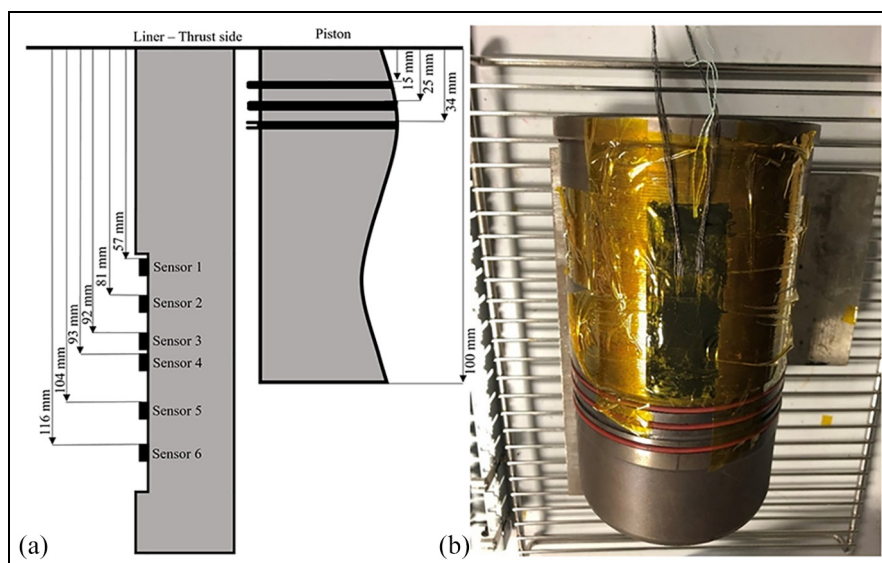 Liner – Thrust side
Piston
15 mm
25 mm
34 mm
57 mm
81 mm
92 mm
93 mm
104 mm
116 mm
100 mm
Sensor 1
Sensor 2
Sensor 3
Sensor 4
Sensor 5
Sensor 6
(a)
(b)